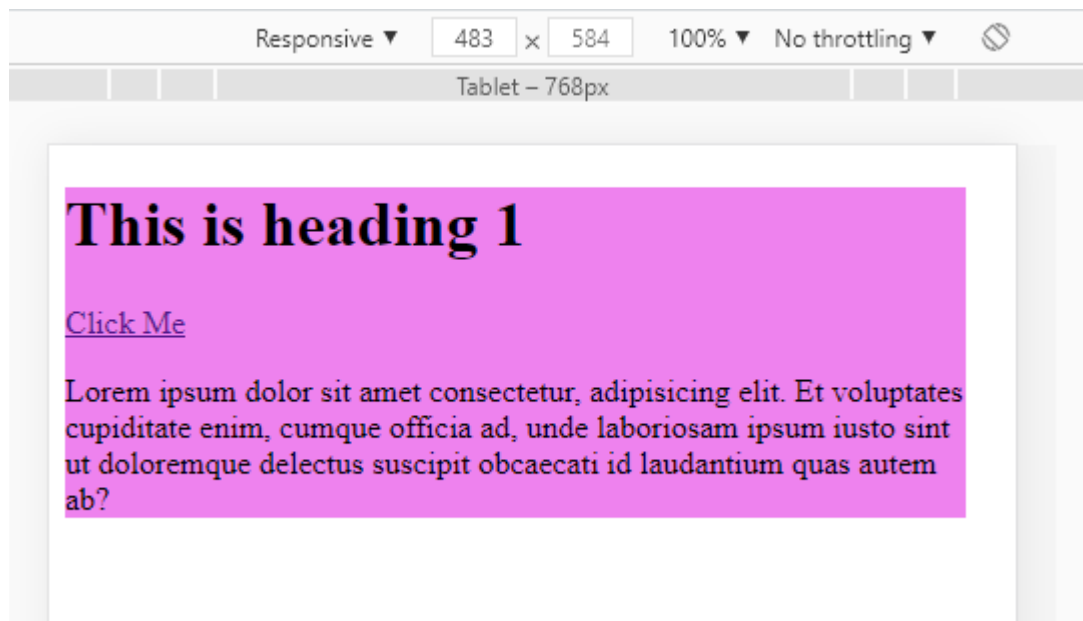 Responsive ▼ 483 × 584 100% ▼ No throttling ▼
Tablet – 768px
This is heading 1
Click Me
Lorem ipsum dolor sit amet consectetur, adipisicing elit. Et voluptates
cupiditate enim, cumque officia ad, unde laboriosam ipsum iusto sint
ut doloremque delectus suscipit obcaecati id laudantium quas autem
ab?